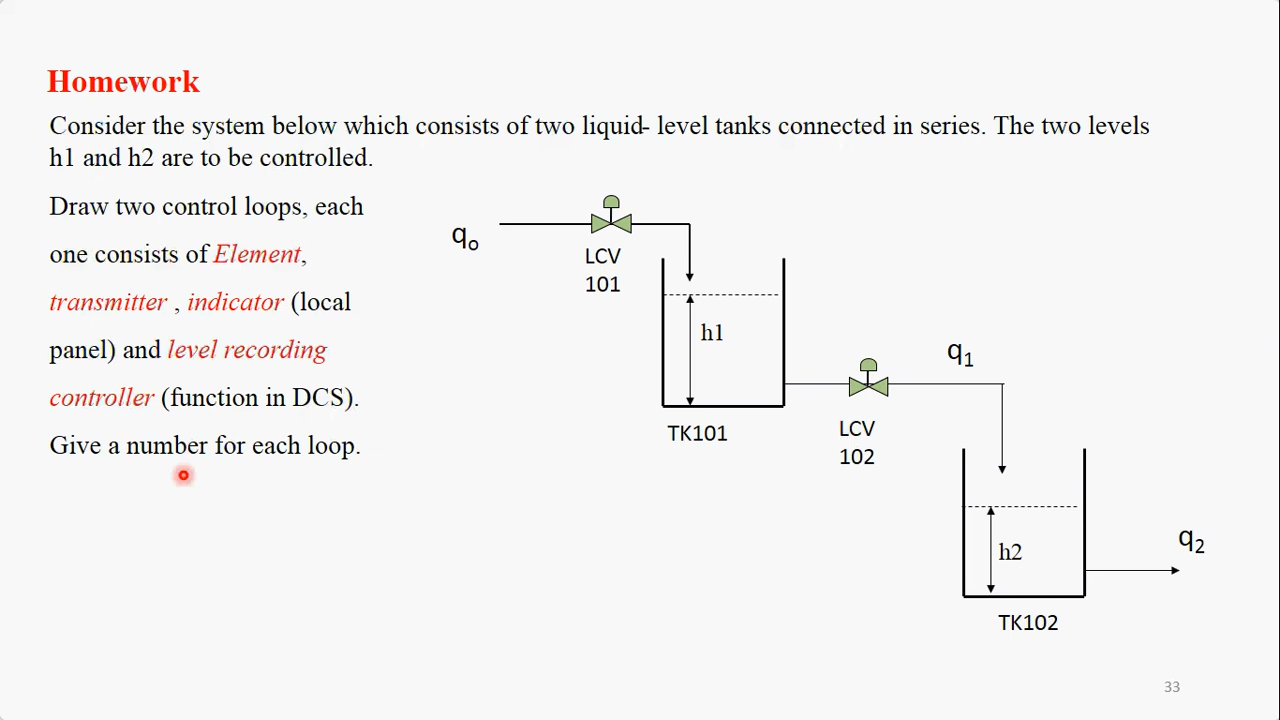 Homework
Consider the system below which consists of two liquid- level tanks connected in series. The two levels
h1 and h2 are to be controlled.
Draw two control loops, each
one consists of Element,
transmitter , indicator (local
panel) and level recording
controller (function in DCS).
Give a number for each loop.
qo
LCV
101
h1
TK101
q1
LCV
102
h2
q2
TK102
33